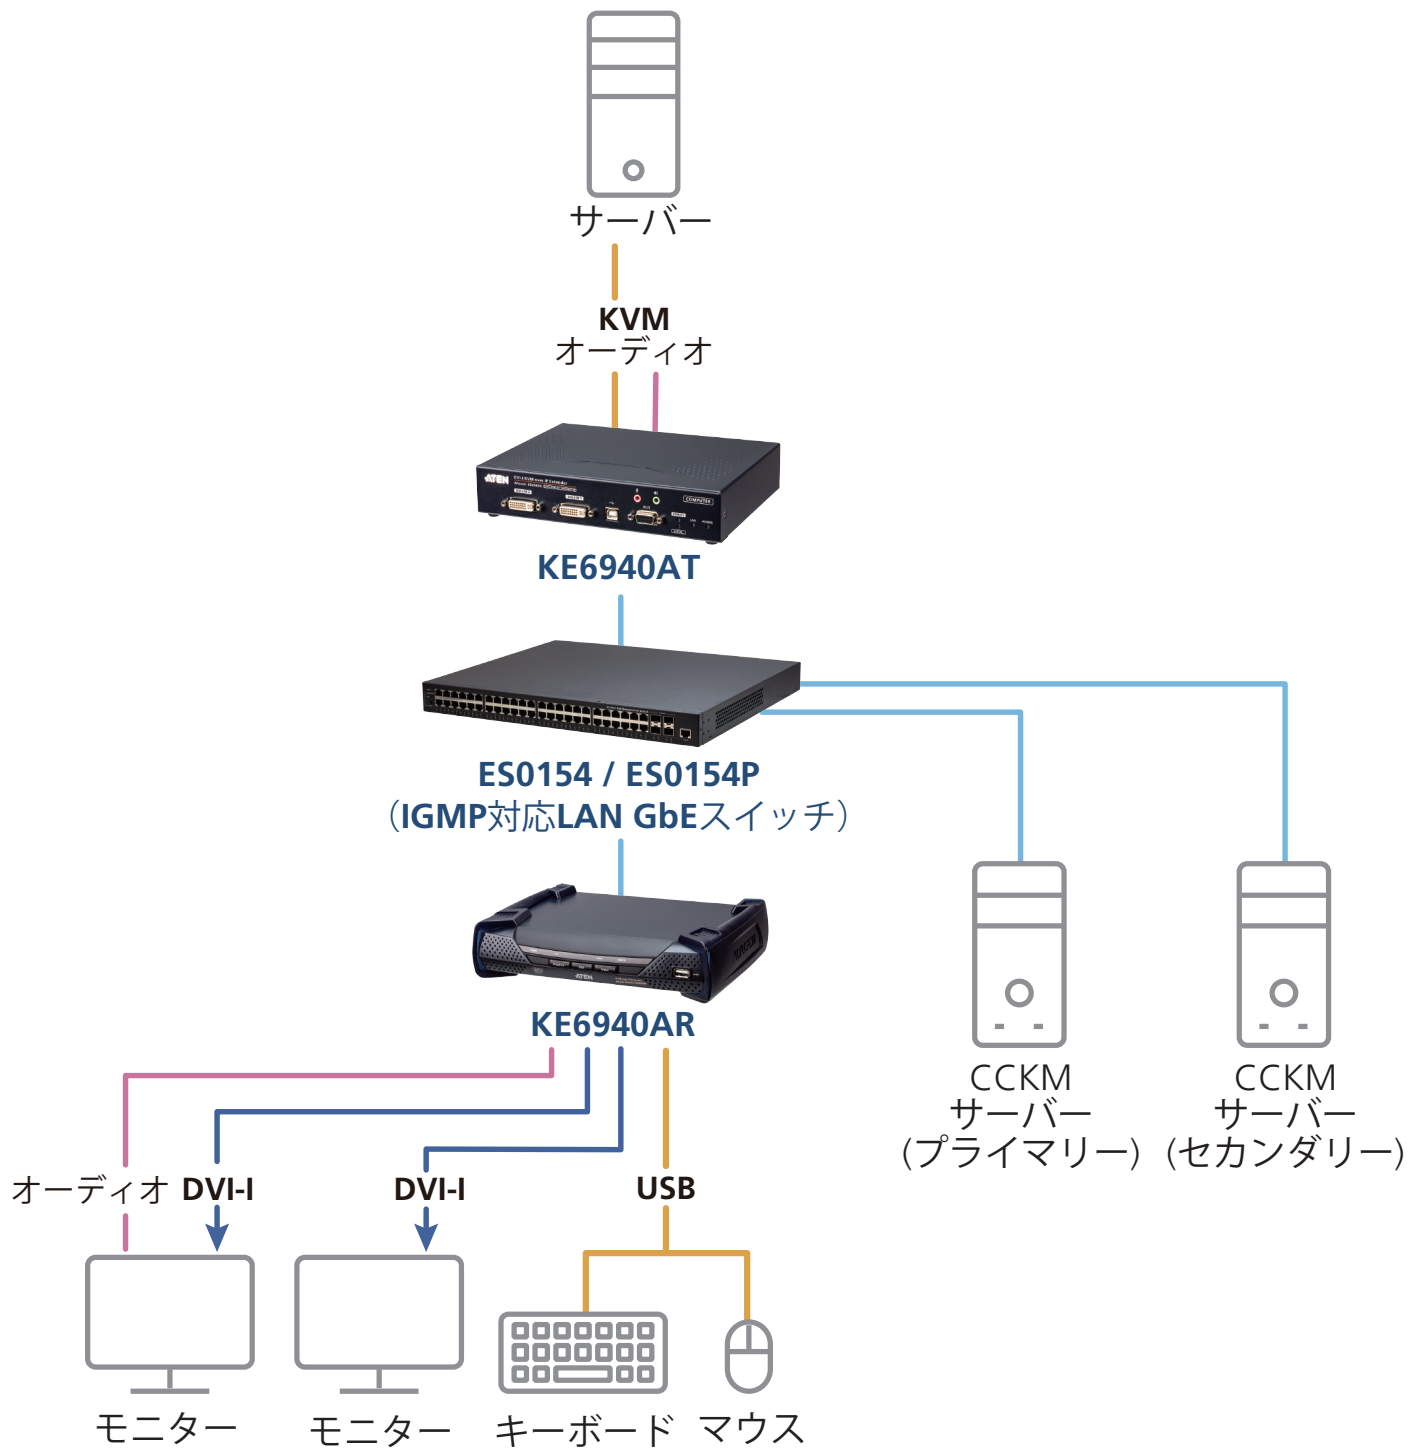 サーバー
KVM
オーディオ
ATEN
COMPUTER
KE6940AT
ES0154 / ES0154P
（IGMP対応LAN GbEスイッチ）
ATEN
KE6940AR
CCKM
サーバー
(プライマリー)
CCKM
サーバー
(セカンダリー)
オーディオ
DVI-I
DVI-I
USB
モニター
モニター
キーボード
マウス